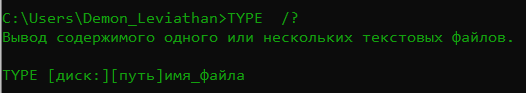 C:\Users\Demon_Leviathan>TYPE  /?
Вывод содержимого одного или нескольких текстовых файлов.
TYPE [диск:][путь]имя_файла